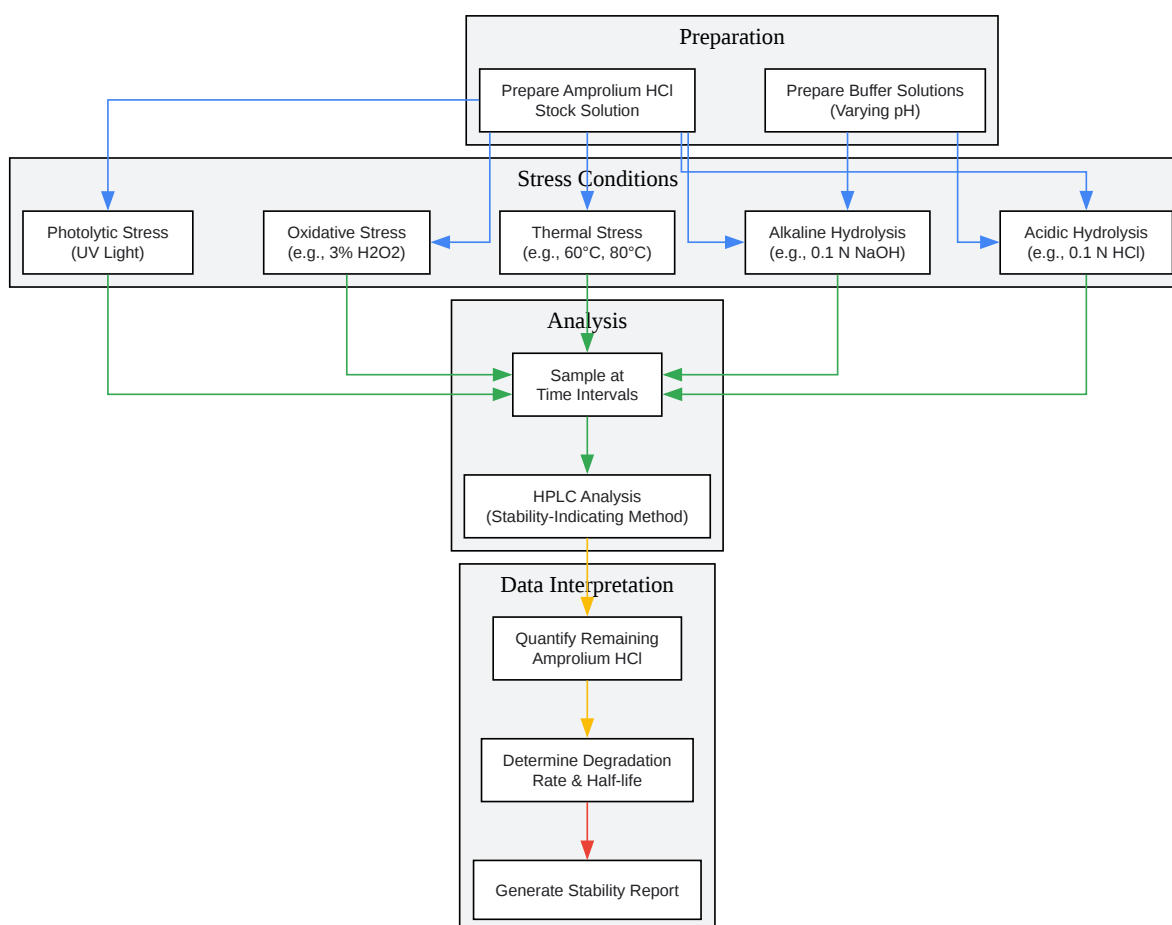 Preparation
Prepare Amprolium HCl
Stock Solution
Prepare Buffer Solutions
(Varying pH)
Stress Conditions
Photolytic Stress
(UV Light)
Oxidative Stress
(e.g., 3% H2O2)
Thermal Stress
(e.g., 60°C, 80°C)
Alkaline Hydrolysis
(e.g., 0.1 N NaOH)
Acidic Hydrolysis
(e.g., 0.1 N HCl)
Analysis
Sample at
Time Intervals
HPLC Analysis
(Stability-Indicating Method)
Data Interpretation
Quantify Remaining
Amprolium HCl
Determine Degradation
Rate & Half-life
Generate Stability Report